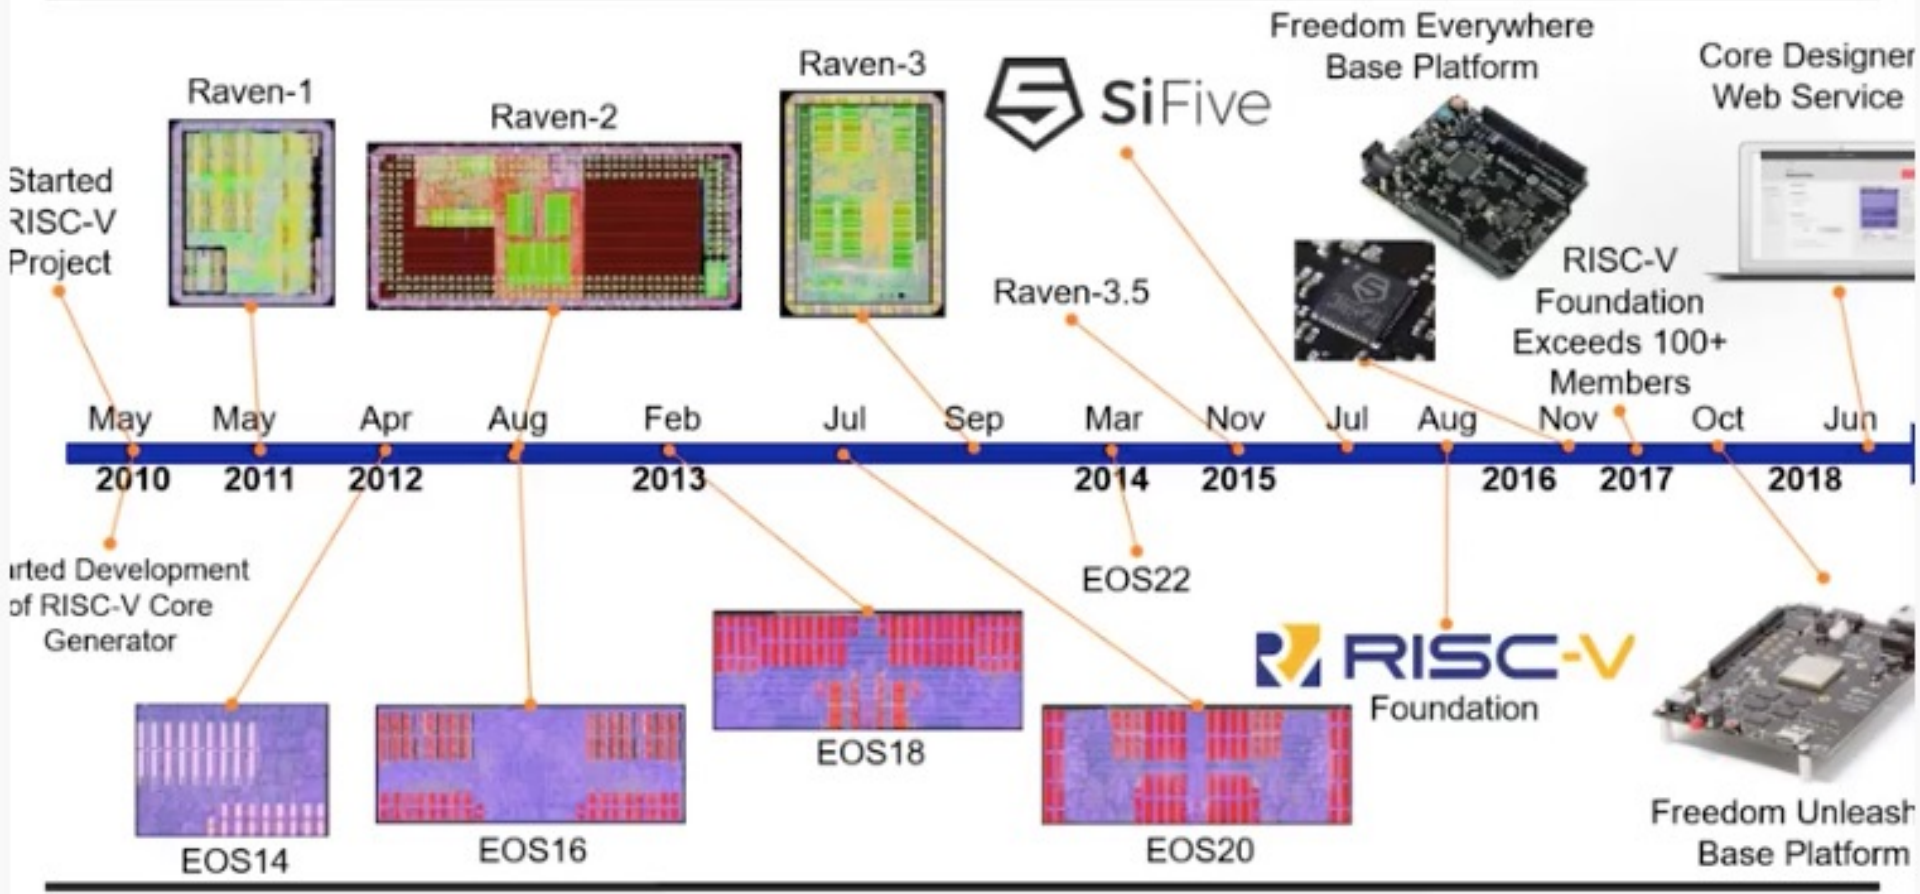 Freedom Everywhere
Base Platform
Core Designer
Web Service
Raven-1
Raven-2
Raven-3
SiFive
Started
RISC-V
Project
Raven-3.5
RISC-V
Foundation
Exceeds 100+
Members
May May Apr Aug Feb Jul Sep Mar Nov Jul Aug Nov Oct Jun
2010 2011 2012 2013 2014 2015 2016 2017 2018
arted Development
of RISC-V Core
Generator
EOS22
RISC-V
Foundation
EOS18
EOS14
EOS16
EOS20
Freedom Unleash
Base Platform